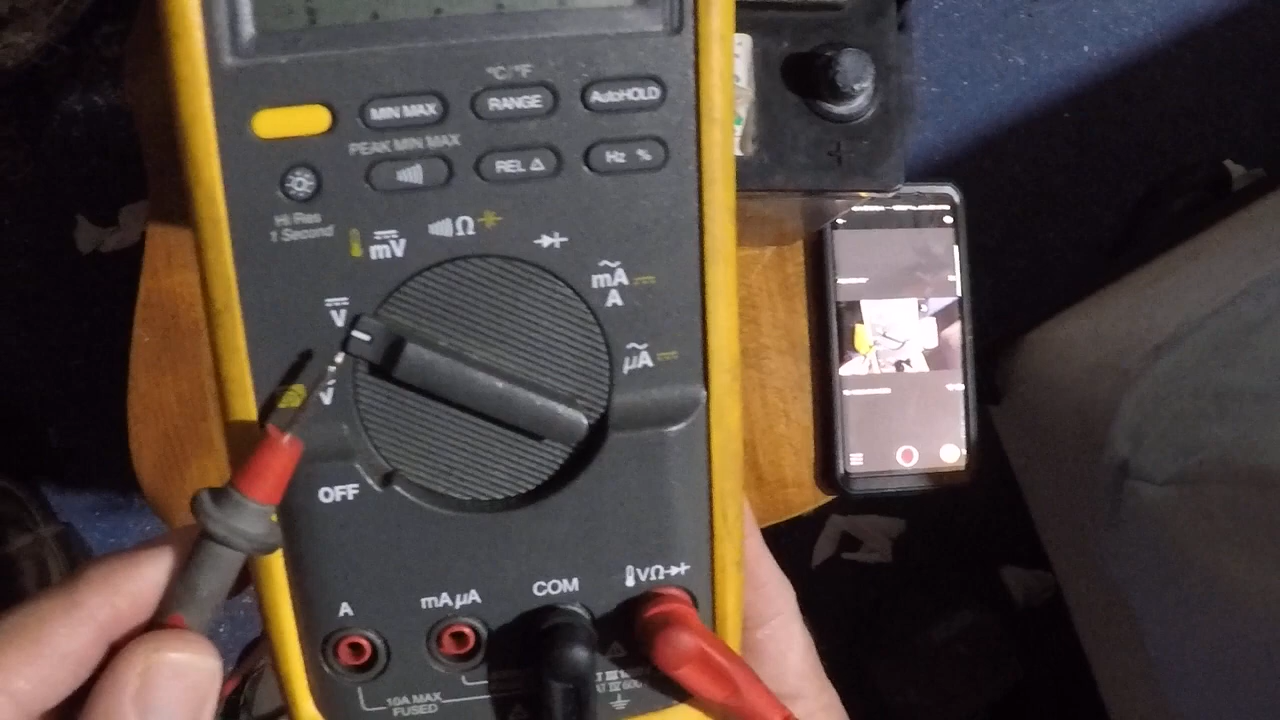 °C/°F
MIN MAX
RANGE
AutoHOLD
PEAK MIN MAX
REL Δ
Hz %
Hi Res
1 Second
mV
Ω
V
mA
A
µA
V
OFF
A
mA µA
COM
VΩ
10A MAX
FUSED